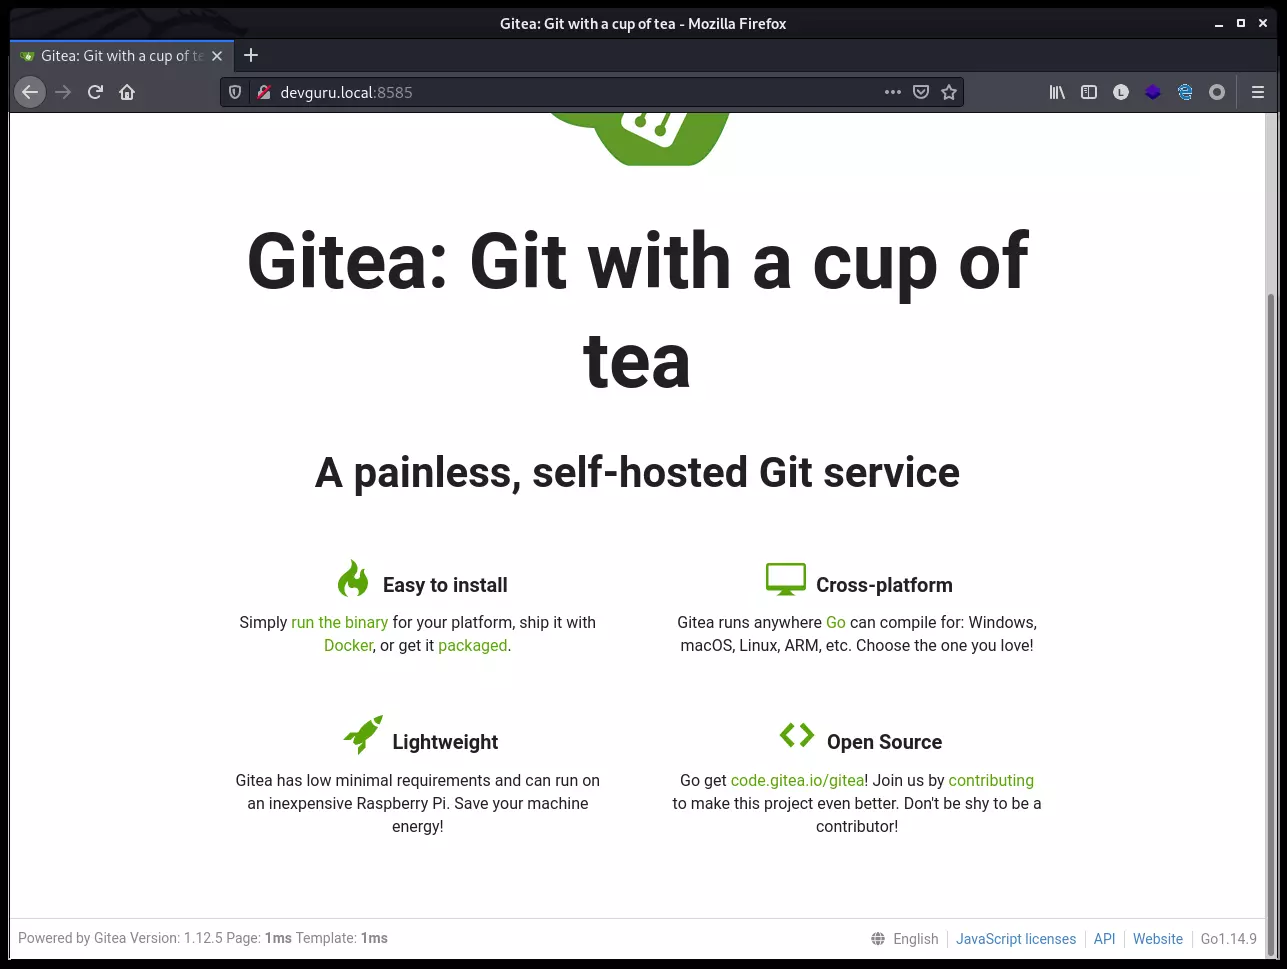 Gitea: Git with a cup of tea - Mozilla Firefox
Gitea: Git with a cup of te
devguru.local:8585
Gitea: Git with a cup of
tea
A painless, self-hosted Git service
Easy to install
Simply run the binary for your platform, ship it with
Docker, or get it packaged.
Cross-platform
Gitea runs anywhere Go can compile for: Windows,
macOS, Linux, ARM, etc. Choose the one you love!
Lightweight
Gitea has low minimal requirements and can run on
an inexpensive Raspberry Pi. Save your machine
energy!
Open Source
Go get code.gitea.io/gitea! Join us by contributing
to make this project even better. Don't be shy to be a
contributor!
Powered by Gitea Version: 1.12.5 Page: 1ms Template: 1ms
English JavaScript licenses API Website Go1.14.9